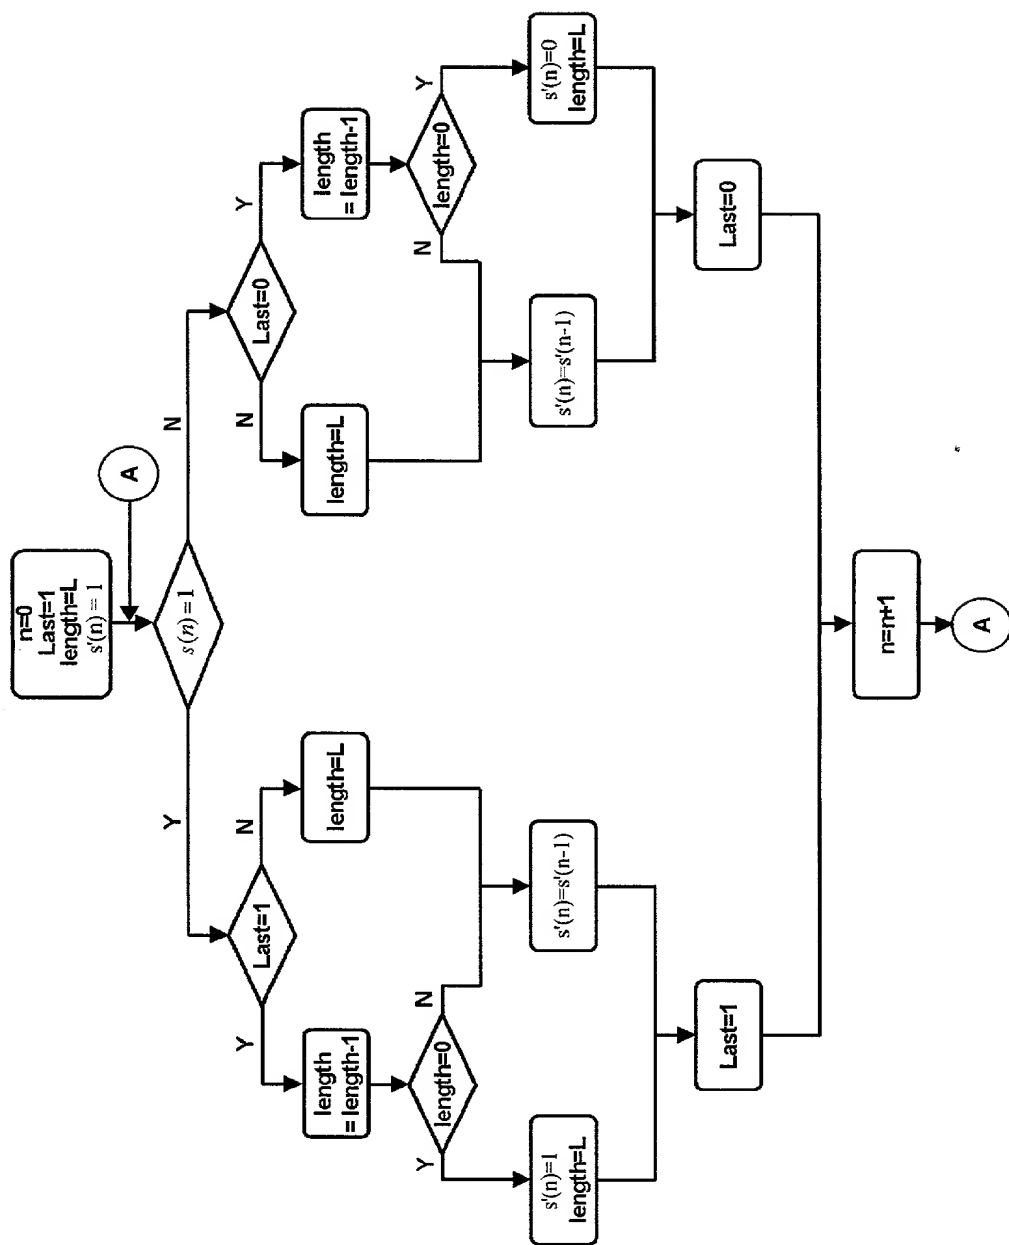 n=0
Last=1
length=L
s'(n) = 1
A
s(n) = 1
Y
N
Last=1
Last=0
Y
N
N
Y
length
= length-1
length=L
length=L
length
= length-1
length=0
length=0
Y
N
N
Y
s'(n)=1
length=L
s'(n)=s'(n-1)
s'(n)=s'(n-1)
s'(n)=0
length=L
Last=1
Last=0
n=n+1
A